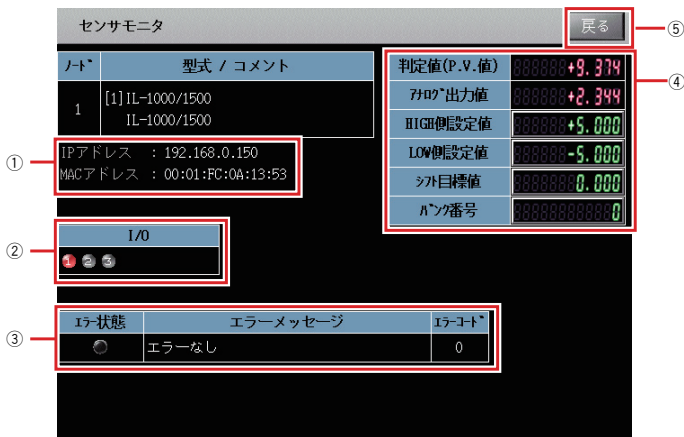 センサモニタ
戻る
⑤
ノード
型式 / コメント
1
[1]IL-1000/1500
IL-1000/1500
判定値(P.V.値)
+9.374
アナログ出力値
+2.344
HIGH側設定値
+5.000
LOW側設定値
-5.000
シフト目標値
0.000
バンク番号
0
④
①
IPアドレス : 192.168.0.150
MACアドレス : 00:01:FC:0A:13:53
②
I/O
1 2 3
③
エラー状態
エラーメッセージ
エラーコード
エラーなし
0